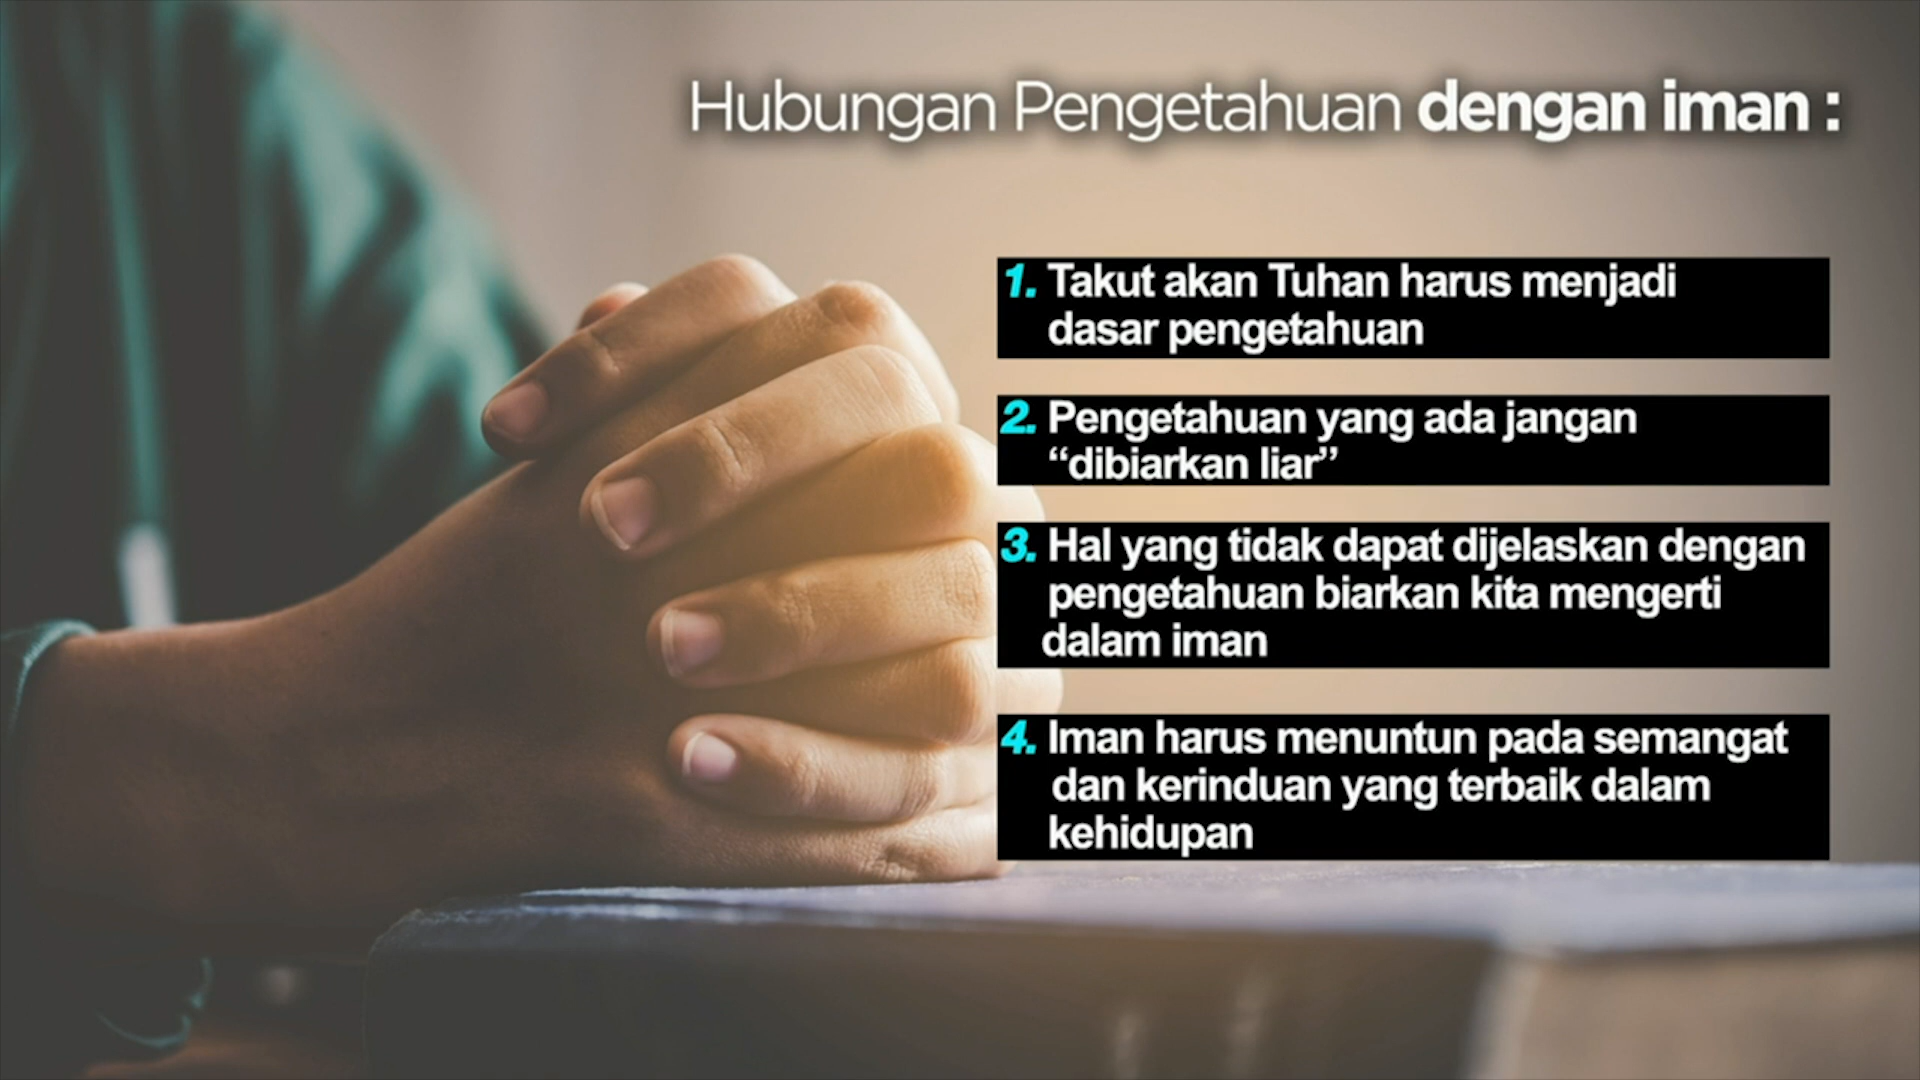 Hubungan Pengetahuan dengan iman :
1. Takut akan Tuhan harus menjadi
dasar pengetahuan
2. Pengetahuan yang ada jangan
“dibiarkan liar”
3. Hal yang tidak dapat dijelaskan dengan
pengetahuan biarkan kita mengerti
dalam iman
4. Iman harus menuntun pada semangat
dan kerinduan yang terbaik dalam
kehidupan